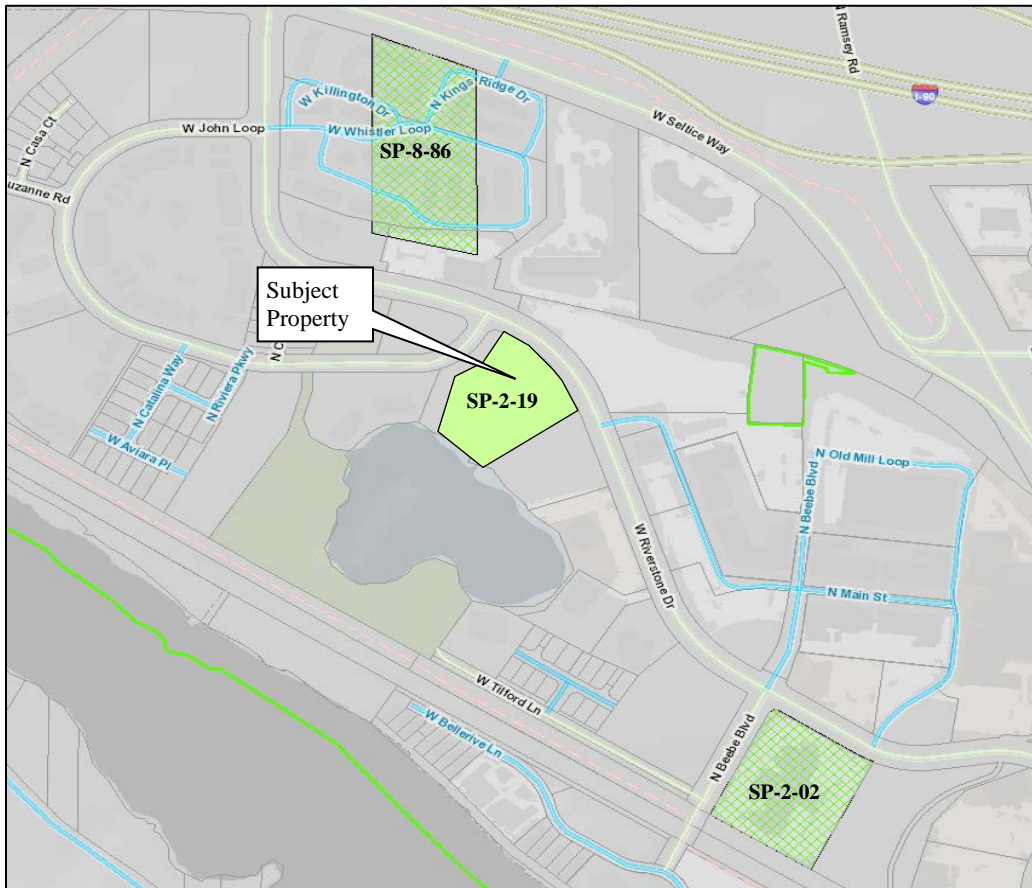 N Ramsey Rd
I-90
W Killington Dr
N Kings Ridge Dr
W Seltice Way
N Casa Ct
W John Loop
W Whistler Loop
SP-8-86
uzanne Rd
Subject
Property
N C
SP-2-19
N Catalina Way
N Riviera Pkwy
W Aviara Pl
N Old Mill Loop
N Beebe Blvd
W Riverstone Dr
N Main St
W Tilford Ln
W Bellerive Ln
N Beebe Blvd
SP-2-02